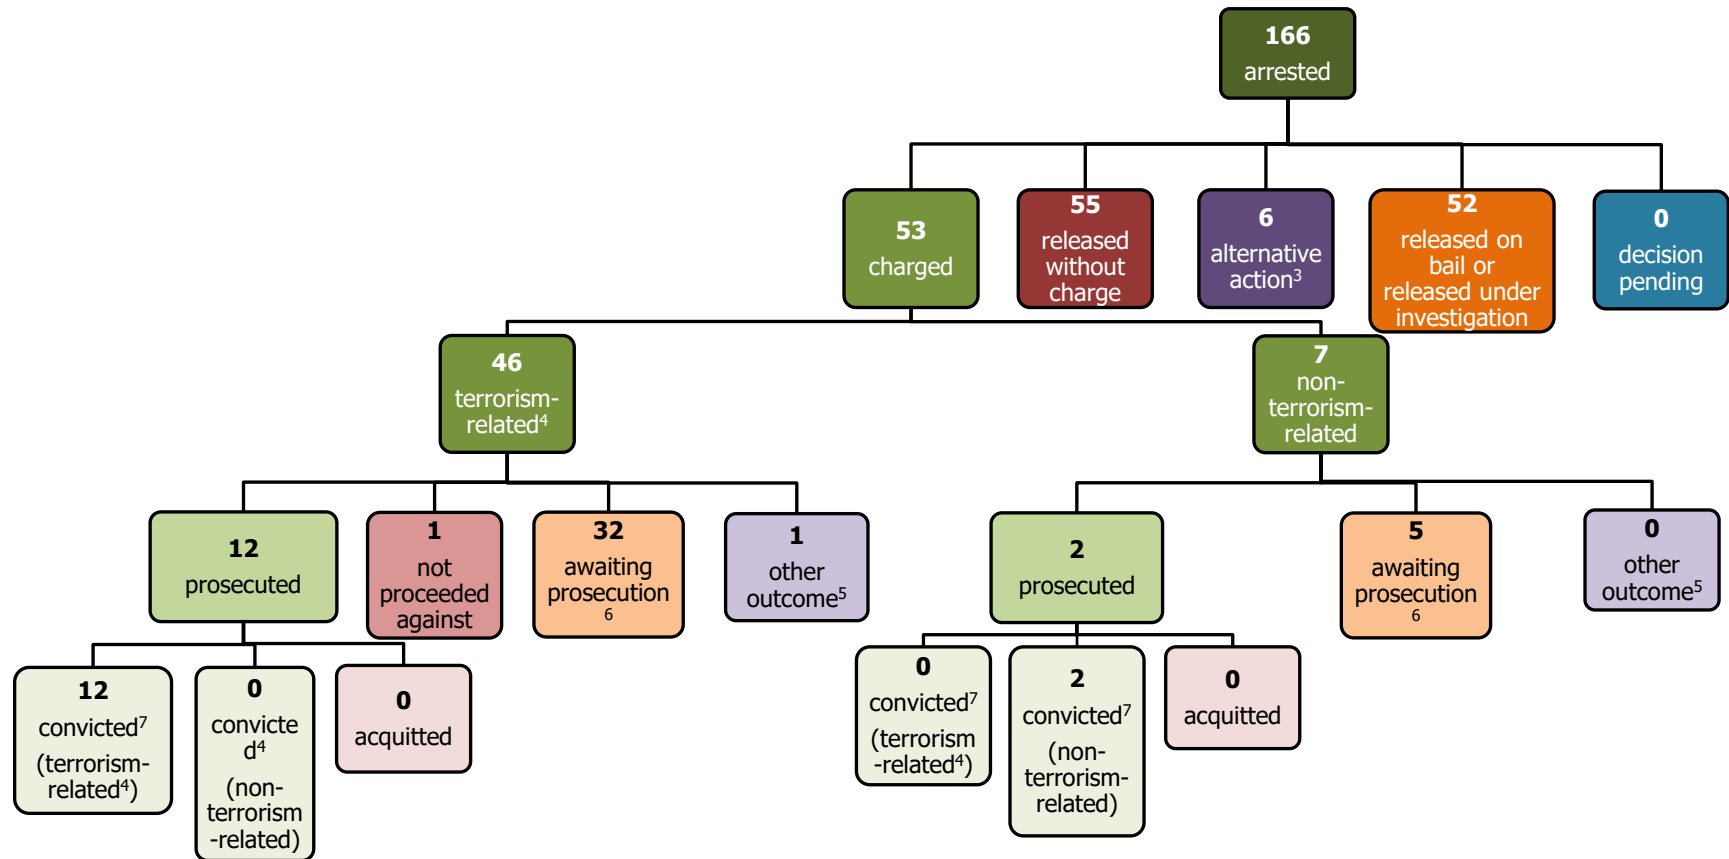 166
arrested
53
charged
55
released
without
charge
6
alternative
action3
52
released on
bail or
released under
investigation
0
decision
pending
46
terrorism-
related4
7
non-
terrorism-
related
12
prosecuted
1
not
proceeded
against
32
awaiting
prosecution
6
1
other
outcome5
2
prosecuted
5
awaiting
prosecution
6
0
other
outcome5
12
convicted7
(terrorism-
related4)
0
convicte
d4
(non-
terrorism
-related)
0
acquitted
0
convicted7
(terrorism
-related4)
2
convicted7
(non-
terrorism-
related)
0
acquitted